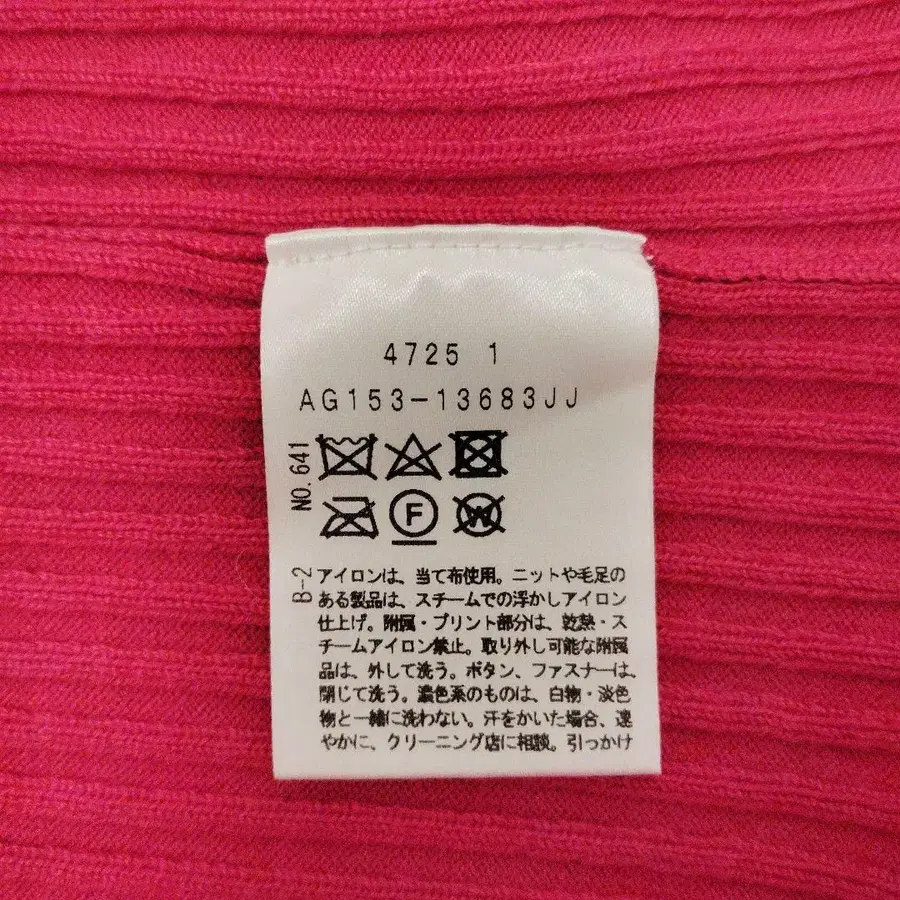 4725 1
AG153-13683JJ
NO.641
F
W
B-2
アイロンは、当て布使用。ニットや毛足の
ある製品は、スチームでの浮かしアイロン
仕上げ。附属・プリント部分は、乾熱・ス
チームアイロン禁止。取り外し可能な附属
品は、外して洗う。ボタン、ファスナーは、
閉じて洗う。濃色系のものは、白物・淡色
物と一緒に洗わない。汗をかいた場合、速
やかに、クリーニング店に相談。引っかけ